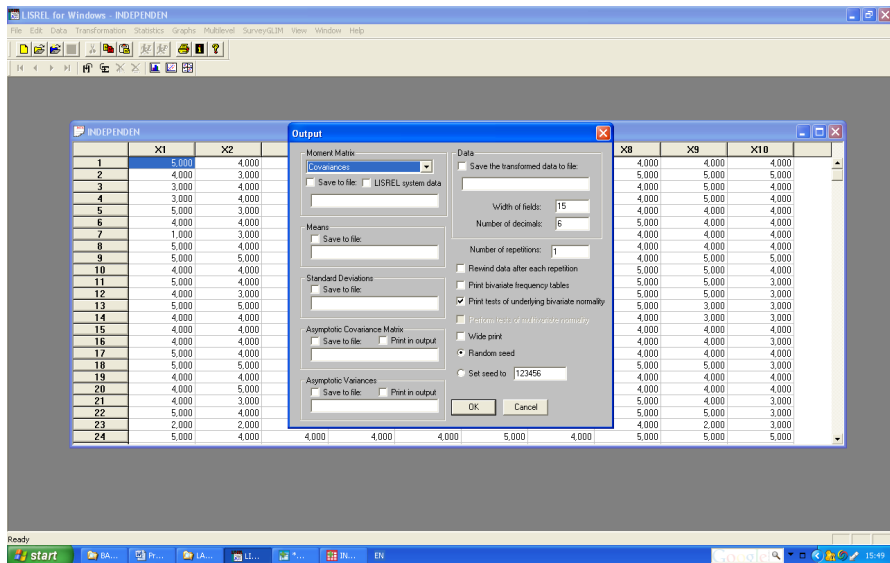 LISREL for Windows - INDEPENDEN
File Edit Data Transformation Statistics Graphs Multilevel SurveyGLIM View Window Help
INDEPENDEN
X1 X2 X8 X9 X10
1 5,000 4,000 4,000 4,000 4,000
2 4,000 3,000 5,000 5,000 4,000
3 3,000 4,000 5,000 4,000 4,000
4 3,000 4,000 5,000 4,000 4,000
5 5,000 3,000 5,000 5,000 5,000
6 4,000 4,000 5,000 4,000 4,000
7 1,000 3,000 4,000 4,000 4,000
8 5,000 4,000 5,000 4,000 4,000
9 5,000 5,000 4,000 4,000 4,000
10 4,000 4,000 5,000 5,000 4,000
11 5,000 4,000 5,000 5,000 3,000
12 4,000 3,000 5,000 5,000 3,000
13 5,000 5,000 4,000 3,000 3,000
14 4,000 4,000 4,000 3,000 3,000
15 4,000 4,000 4,000 4,000 4,000
16 4,000 4,000 4,000 4,000 3,000
17 5,000 4,000 4,000 4,000 4,000
18 5,000 5,000 5,000 5,000 3,000
19 4,000 4,000 4,000 4,000 4,000
20 4,000 5,000 5,000 4,000 4,000
21 4,000 3,000 4,000 4,000 3,000
22 5,000 4,000 5,000 5,000 3,000
23 2,000 2,000 4,000 2,000 3,000
24 5,000 4,000 4,000 4,000 4,000 5,000 4,000 5,000 5,000 5,000
Output
Moment Matrix
Covariances
Save to file: LISREL system data
Means
Save to file:
Standard Deviations
Save to file:
Asymptotic Covariance Matrix
Save to file: Print in output
Asymptotic Variances
Save to file: Print in output
Data
Save the transformed data to file:
Width of fields: 15
Number of decimals: 6
Number of repetitions: 1
Rewind data after each repetition
Print bivariate frequency tables
Print tests of underlying bivariate normality
Perform tests of multivariate normality
Wide print
Random seed
Set seed to 123456
OK Cancel
Ready
start BA... Pr... LA... LI... *... IN... EN 15:49